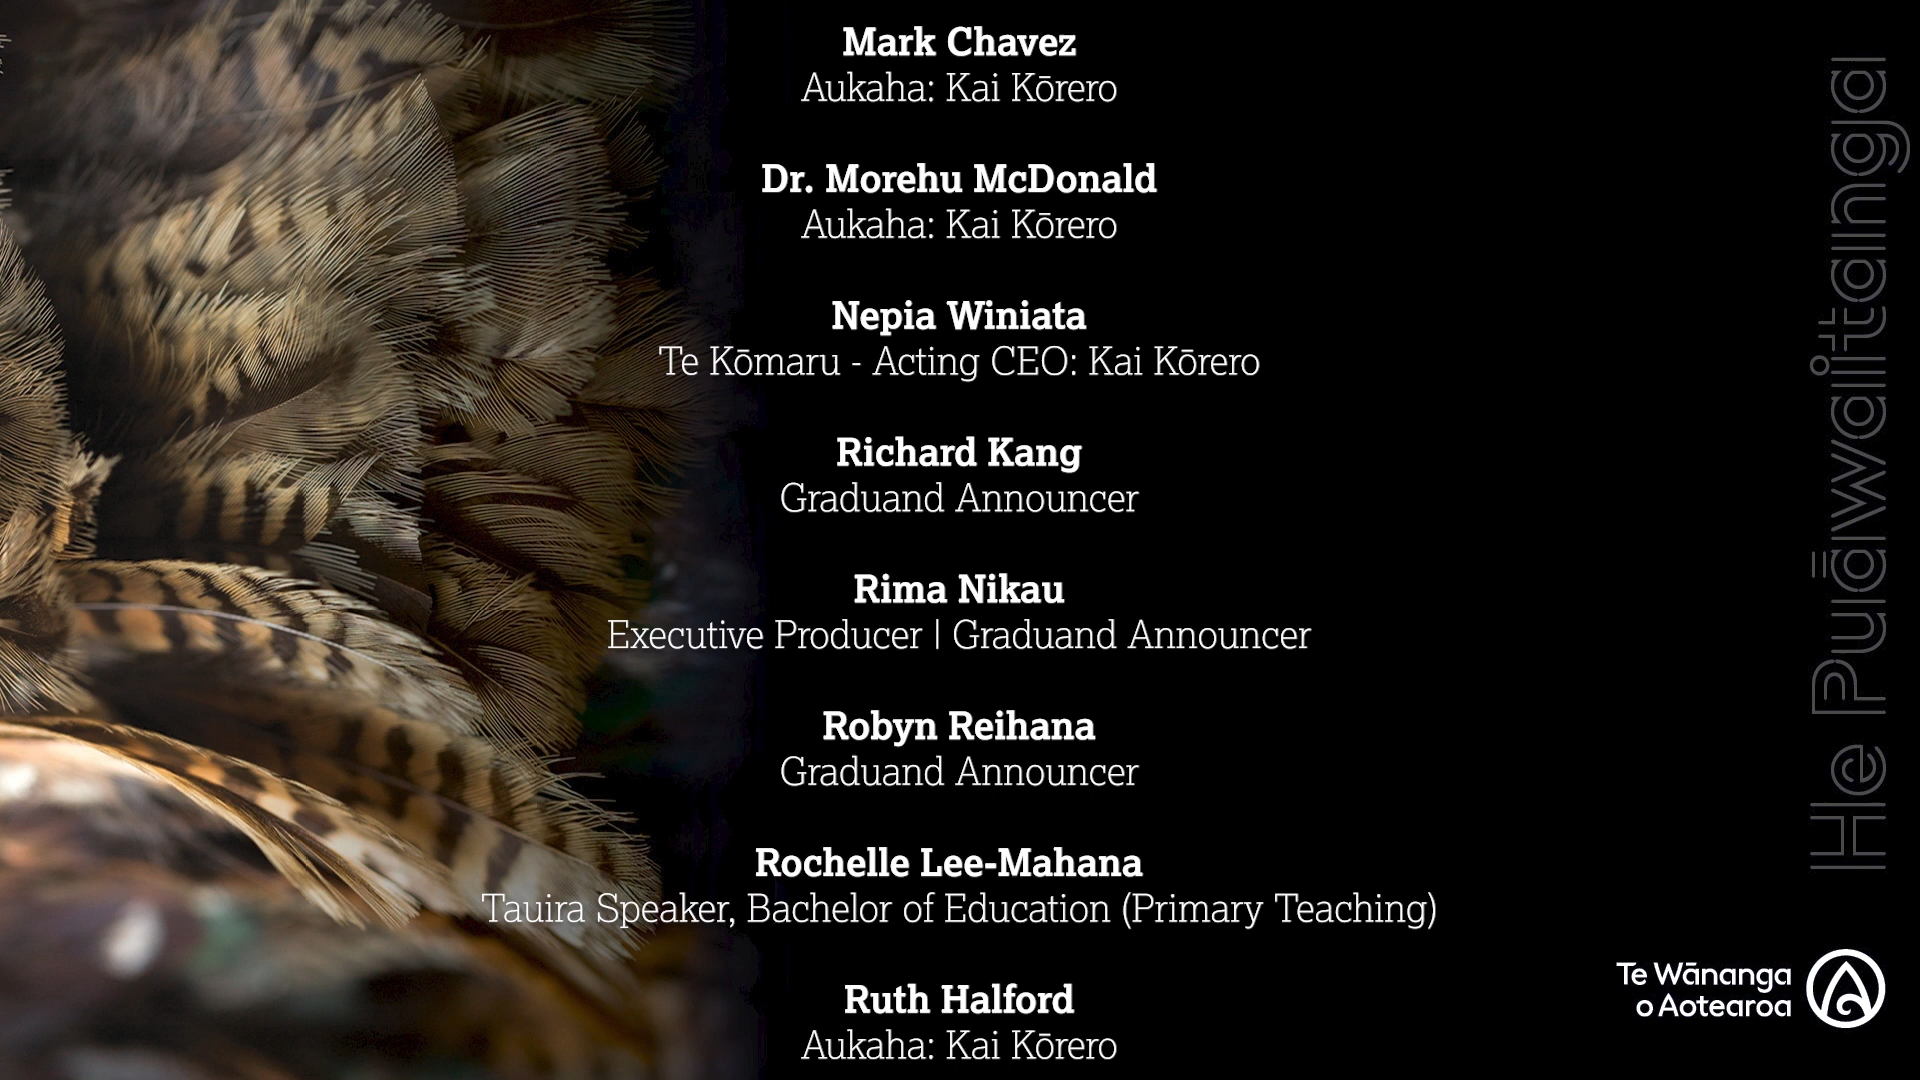 Mark Chavez
Aukaha: Kai Kōrero
Dr. Morehu McDonald
Aukaha: Kai Kōrero
Nepia Winiata
Te Kōmaru - Acting CEO: Kai Kōrero
Richard Kang
Graduand Announcer
Rima Nikau
Executive Producer | Graduand Announcer
Robyn Reihana
Graduand Announcer
Rochelle Lee-Mahana
Tauira Speaker, Bachelor of Education (Primary Teaching)
Ruth Halford
Aukaha: Kai Kōrero
He Puāwaitanga
Te Wānanga
o Aotearoa